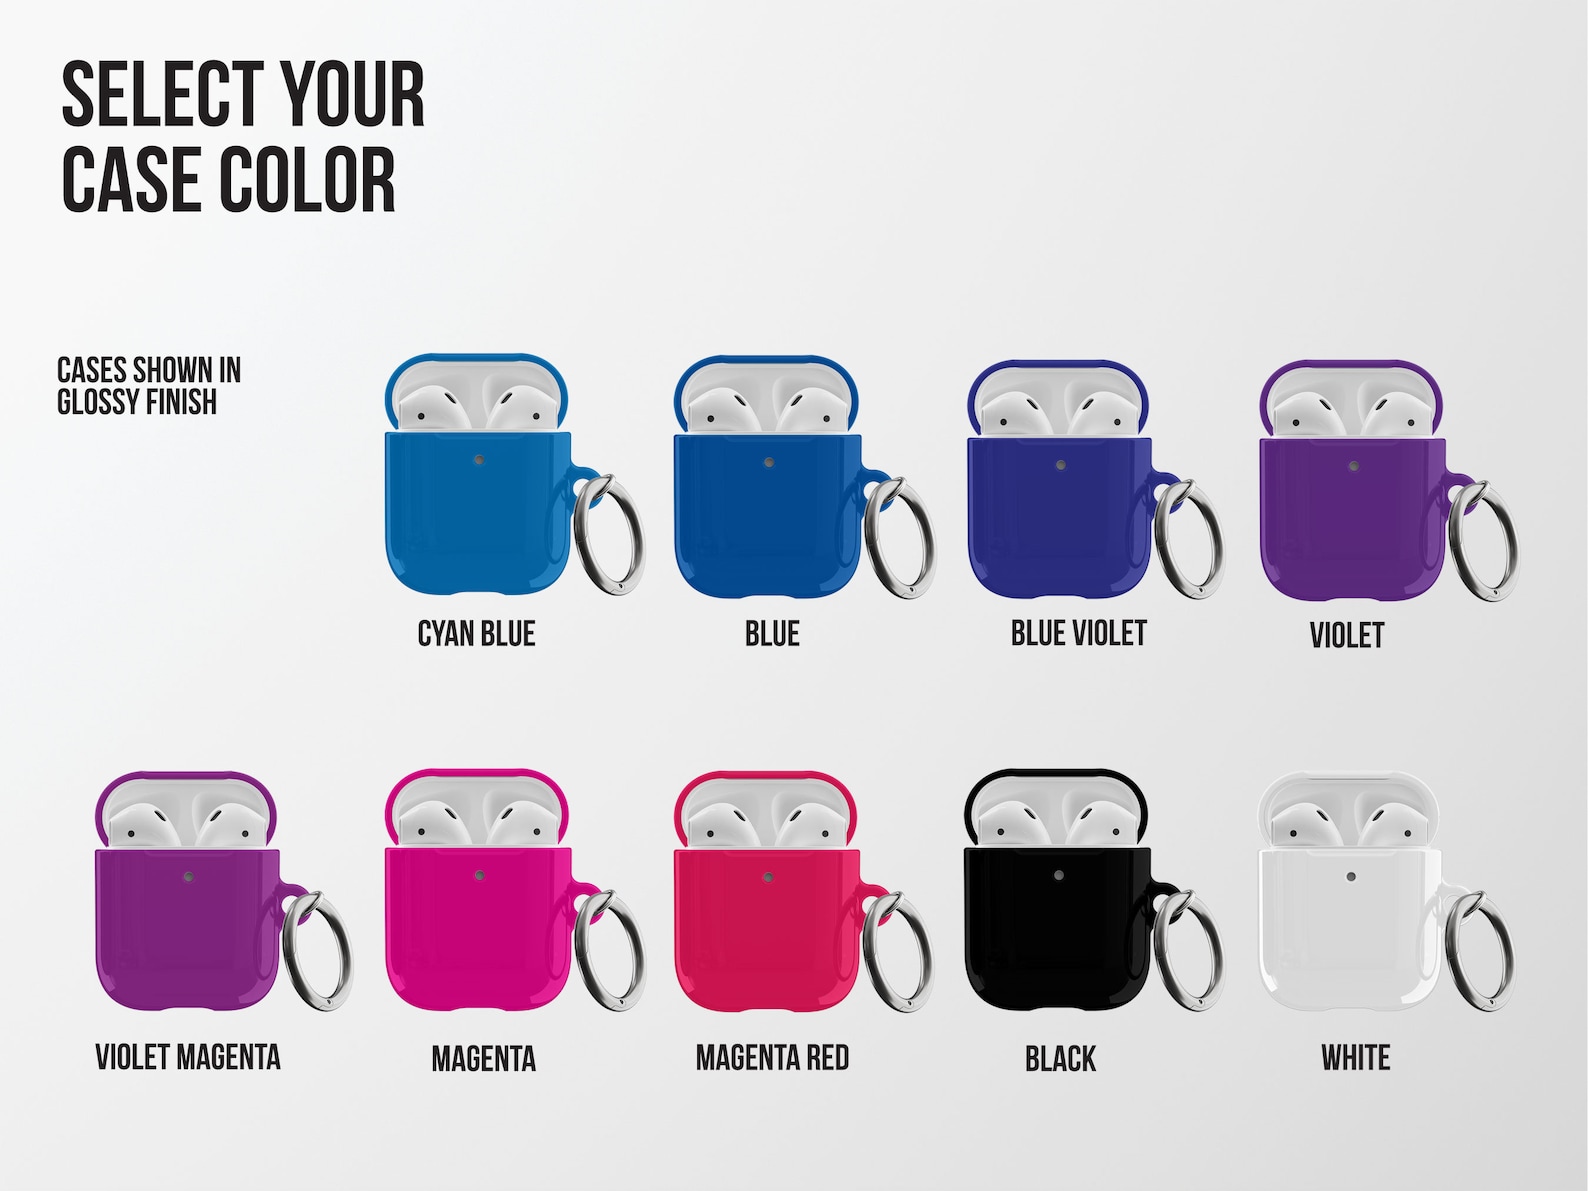 SELECT YOUR
CASE COLOR
CASES SHOWN IN
GLOSSY FINISH
CYAN BLUE
BLUE
BLUE VIOLET
VIOLET
VIOLET MAGENTA
MAGENTA
MAGENTA RED
BLACK
WHITE